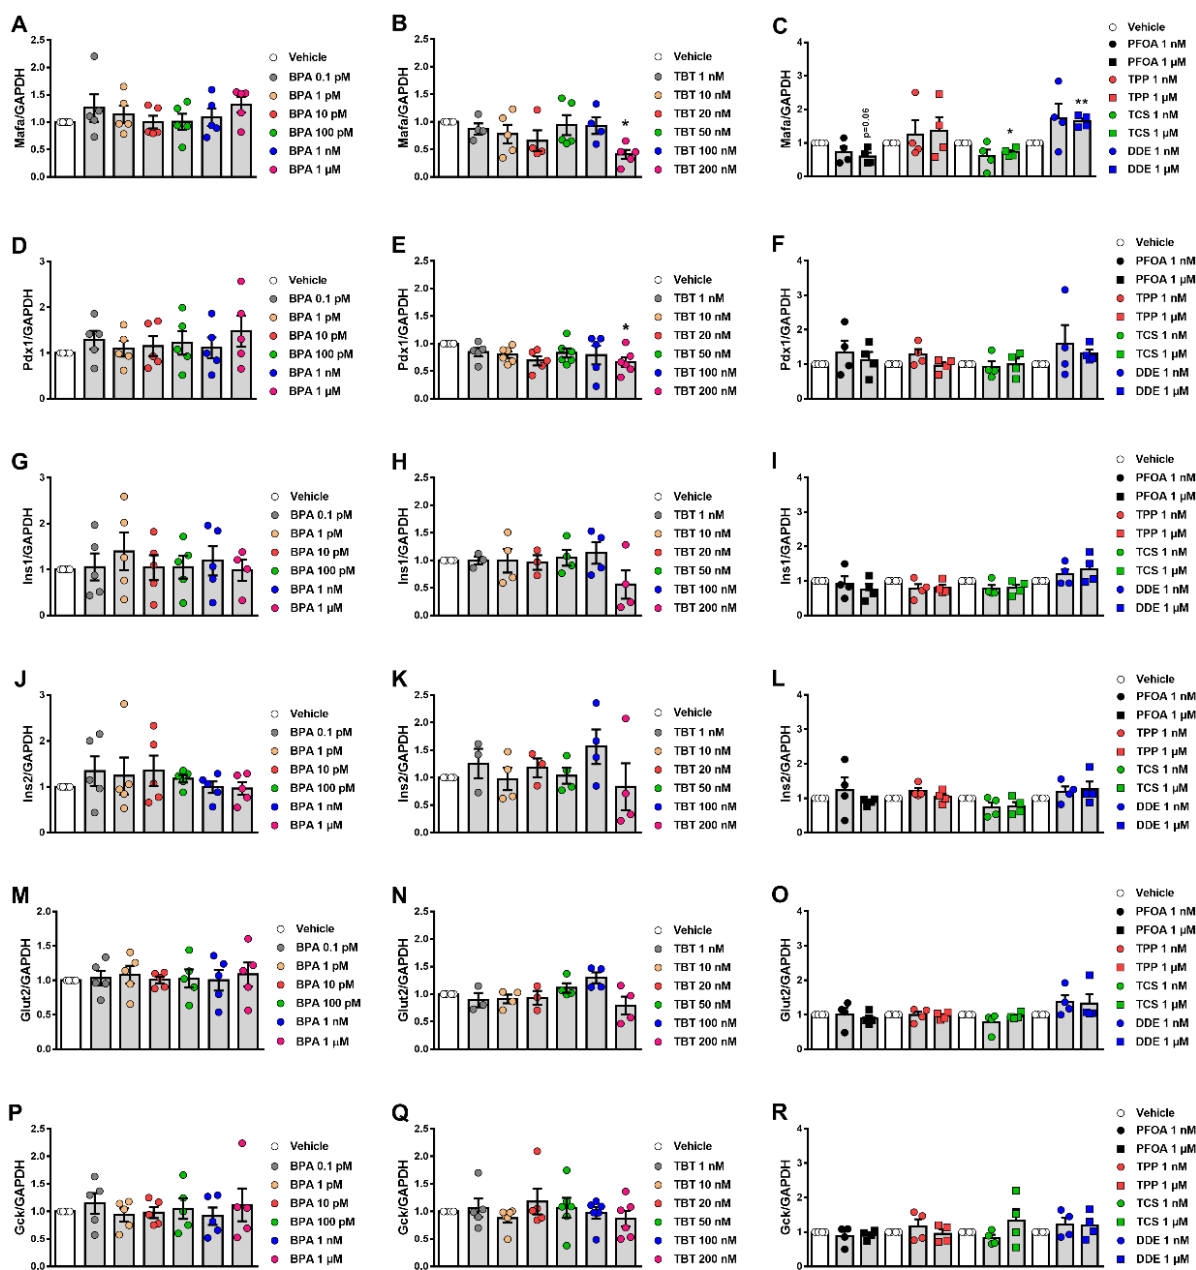 A
Mafa/GAPDH
2.5
2.0
1.5
1.0
0.5
0.0
Vehicle
BPA 0.1 pM
BPA 1 pM
BPA 10 pM
BPA 100 pM
BPA 1 nM
BPA 1 µM
B
Mafa/GAPDH
2.5
2.0
1.5
1.0
0.5
0.0
*
Vehicle
TBT 1 nM
TBT 10 nM
TBT 20 nM
TBT 50 nM
TBT 100 nM
TBT 200 nM
C
Mafa/GAPDH
4
3
2
1
0
p=0.06
*
**
Vehicle
PFOA 1 nM
PFOA 1 µM
TPP 1 nM
TPP 1 µM
TCS 1 nM
TCS 1 µM
DDE 1 nM
DDE 1 µM
D
Pdx1/GAPDH
3
2
1
0
Vehicle
BPA 0.1 pM
BPA 1 pM
BPA 10 pM
BPA 100 pM
BPA 1 nM
BPA 1 µM
E
Pdx1/GAPDH
2.5
2.0
1.5
1.0
0.5
0.0
*
Vehicle
TBT 1 nM
TBT 10 nM
TBT 20 nM
TBT 50 nM
TBT 100 nM
TBT 200 nM
F
Pdx1/GAPDH
4
3
2
1
0
Vehicle
PFOA 1 nM
PFOA 1 µM
TPP 1 nM
TPP 1 µM
TCS 1 nM
TCS 1 µM
DDE 1 nM
DDE 1 µM
G
Ins1/GAPDH
3
2
1
0
Vehicle
BPA 0.1 pM
BPA 1 pM
BPA 10 pM
BPA 100 pM
BPA 1 nM
BPA 1 µM
H
Ins1/GAPDH
2.5
2.0
1.5
1.0
0.5
0.0
Vehicle
TBT 1 nM
TBT 10 nM
TBT 20 nM
TBT 50 nM
TBT 100 nM
TBT 200 nM
I
Ins1/GAPDH
4
3
2
1
0
Vehicle
PFOA 1 nM
PFOA 1 µM
TPP 1 nM
TPP 1 µM
TCS 1 nM
TCS 1 µM
DDE 1 nM
DDE 1 µM
J
Ins2/GAPDH
3
2
1
0
Vehicle
BPA 0.1 pM
BPA 1 pM
BPA 10 pM
BPA 100 pM
BPA 1 nM
BPA 1 µM
K
Ins2/GAPDH
2.5
2.0
1.5
1.0
0.5
0.0
Vehicle
TBT 1 nM
TBT 10 nM
TBT 20 nM
TBT 50 nM
TBT 100 nM
TBT 200 nM
L
Ins2/GAPDH
4
3
2
1
0
Vehicle
PFOA 1 nM
PFOA 1 µM
TPP 1 nM
TPP 1 µM
TCS 1 nM
TCS 1 µM
DDE 1 nM
DDE 1 µM
M
Glut2/GAPDH
2.0
1.5
1.0
0.5
0.0
Vehicle
BPA 0.1 pM
BPA 1 pM
BPA 10 pM
BPA 100 pM
BPA 1 nM
BPA 1 µM
N
Glut2/GAPDH
2.5
2.0
1.5
1.0
0.5
0.0
Vehicle
TBT 1 nM
TBT 10 nM
TBT 20 nM
TBT 50 nM
TBT 100 nM
TBT 200 nM
O
Glut2/GAPDH
4
3
2
1
0
Vehicle
PFOA 1 nM
PFOA 1 µM
TPP 1 nM
TPP 1 µM
TCS 1 nM
TCS 1 µM
DDE 1 nM
DDE 1 µM
P
Gck/GAPDH
2.5
2.0
1.5
1.0
0.5
0.0
Vehicle
BPA 0.1 pM
BPA 1 pM
BPA 10 pM
BPA 100 pM
BPA 1 nM
BPA 1 µM
Q
Gck/GAPDH
2.5
2.0
1.5
1.0
0.5
0.0
Vehicle
TBT 1 nM
TBT 10 nM
TBT 20 nM
TBT 50 nM
TBT 100 nM
TBT 200 nM
R
Gck/GAPDH
4
3
2
1
0
Vehicle
PFOA 1 nM
PFOA 1 µM
TPP 1 nM
TPP 1 µM
TCS 1 nM
TCS 1 µM
DDE 1 nM
DDE 1 µM